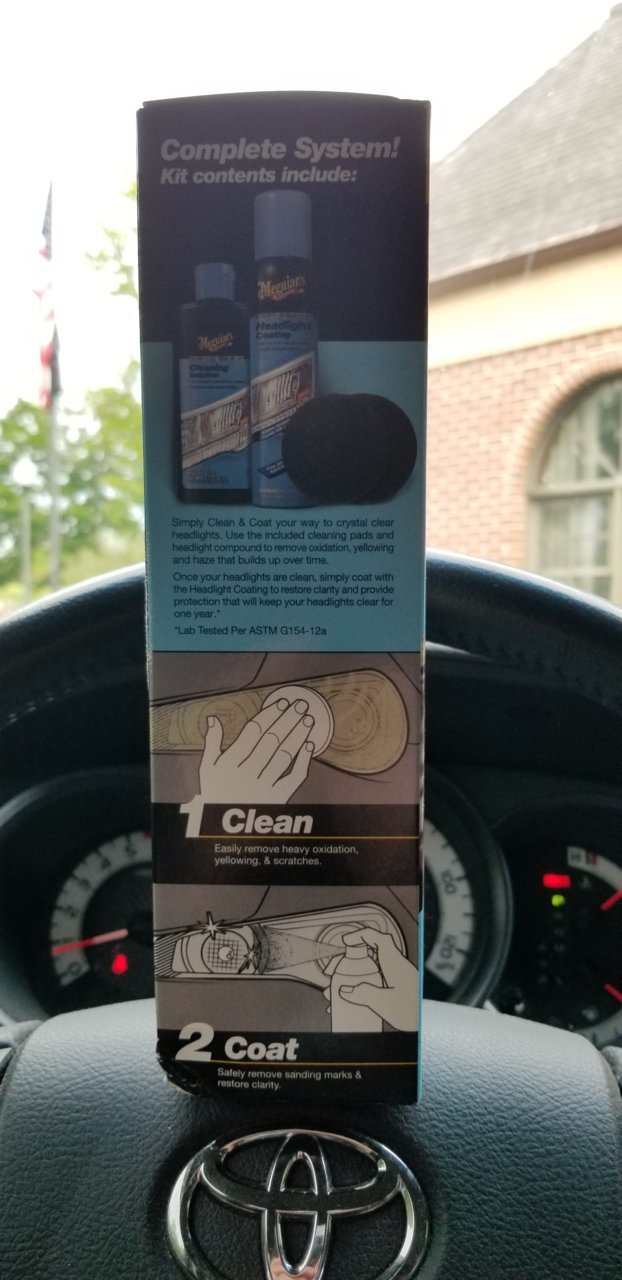 Complete System!
Kit contents include:
Meguiar's
Headlight
Coating
Meguiar's
Cleaning
Solution
Simply Clean & Coat your way to crystal clear
headlights. Use the included cleaning pads and
headlight compound to remove oxidation, yellowing
and haze that builds up over time.
Once your headlights are clean, simply coat with
the Headlight Coating to restore clarity and provide
protection that will keep your headlights clear for
one year.*
*Lab Tested Per ASTM G154-12a
1 Clean
Easily remove heavy oxidation,
yellowing, & scratches.
2 Coat
Safely remove sanding marks &
restore clarity.
0
100
120
H